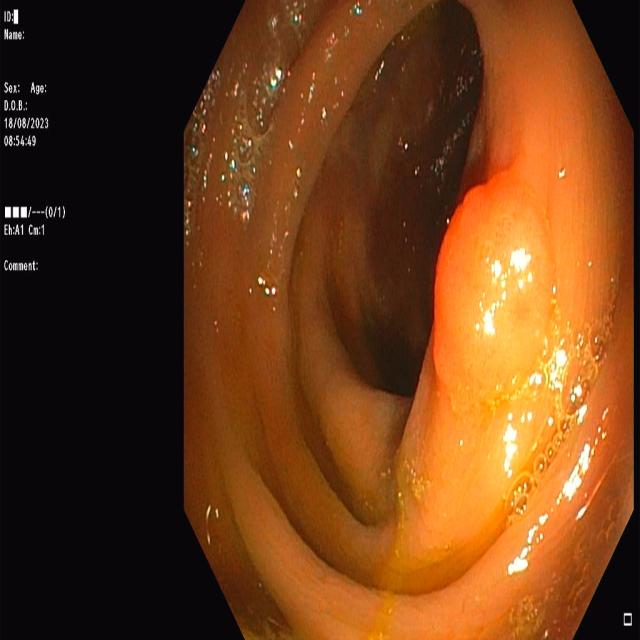 ID:
Name:
Sex: Age:
D.O.B.:
18/08/2023
08:54:49
■■■/---(0/1)
Eh:A1 Cm:1
Comment: